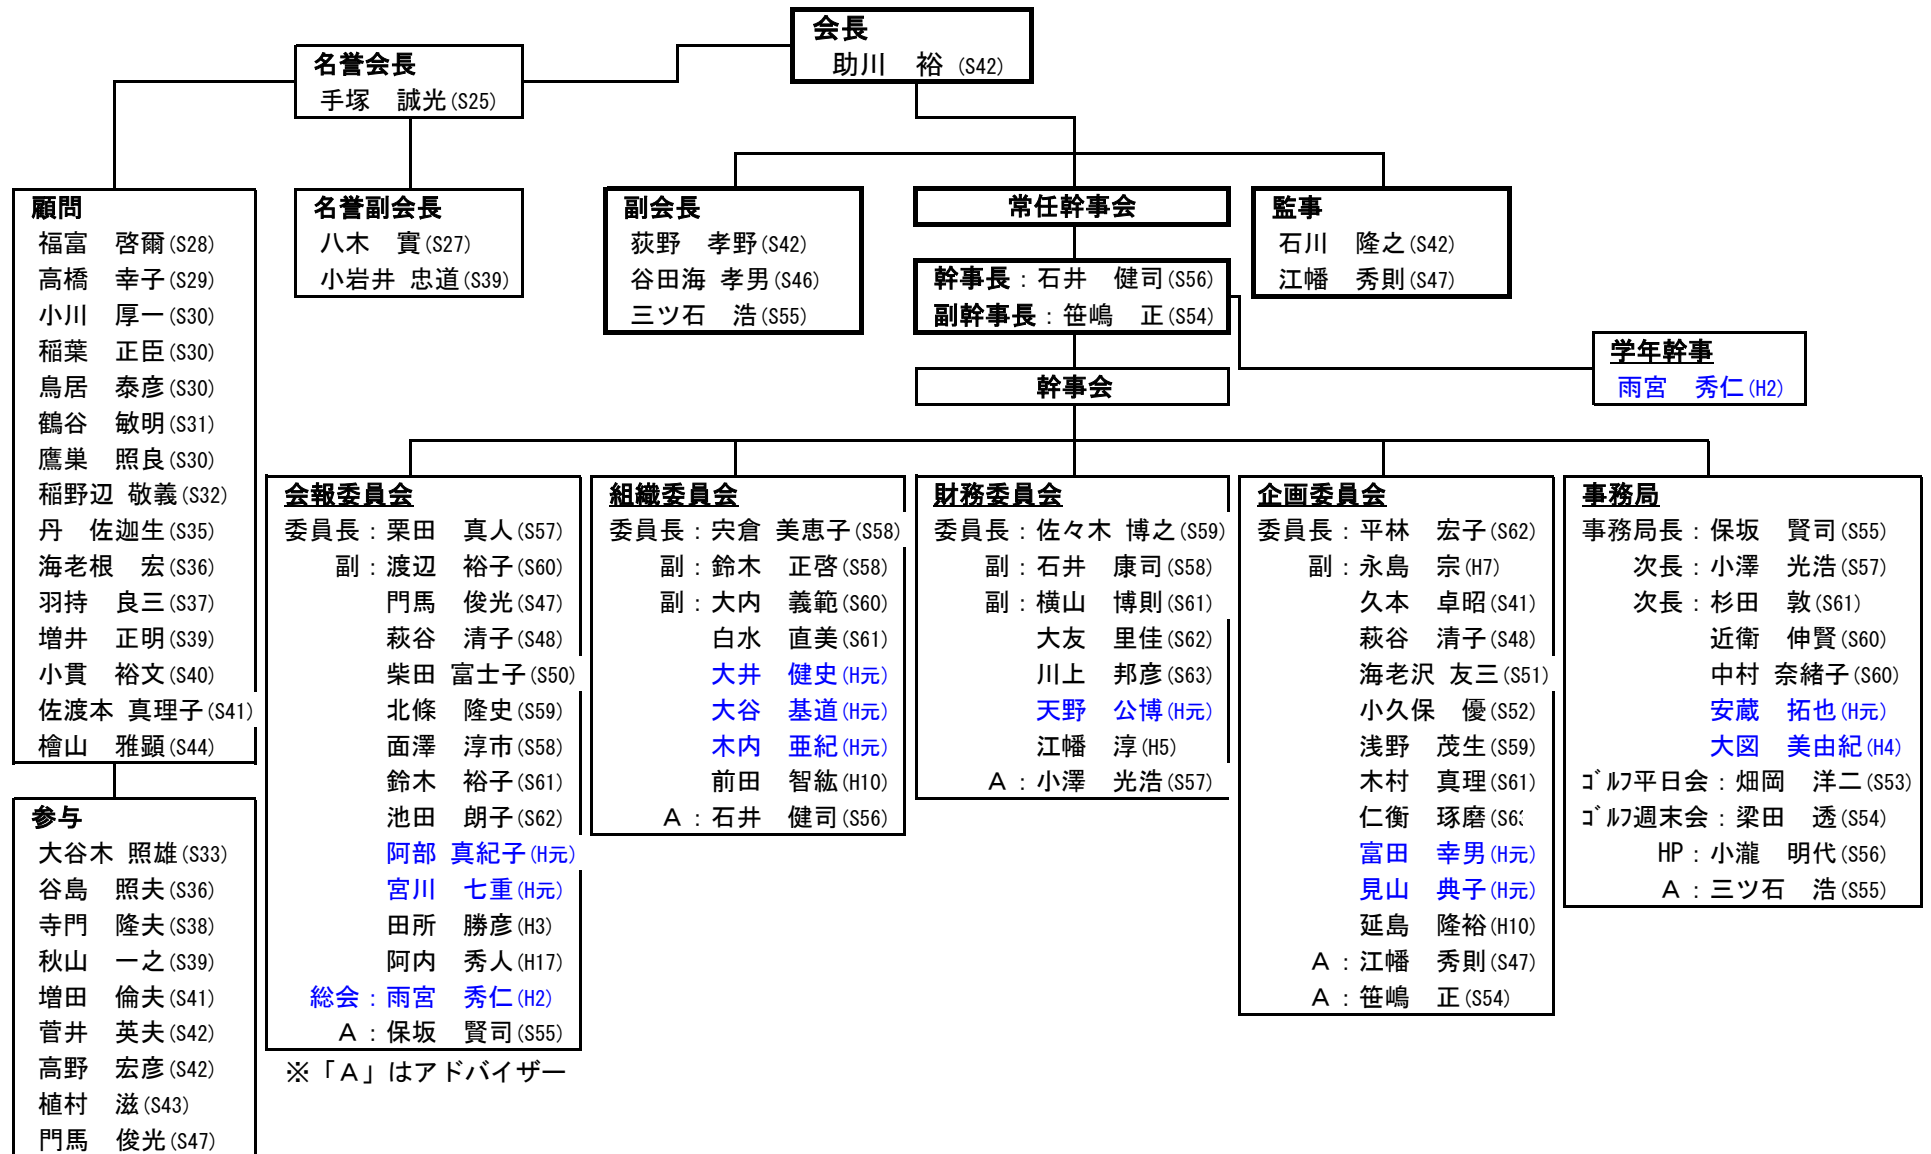 会長
助川　裕 (S42)
名誉会長
手塚　誠光(S25)
顧問
福富　啓爾(S28)
高橋　幸子(S29)
小川　厚一(S30)
稲葉　正臣(S30)
鳥居　泰彦(S30)
鶴谷　敏明(S31)
鷹巣　照良(S30)
稲野辺 敬義(S32)
丹　佐迦生(S35)
海老根　宏(S36)
羽持　良三(S37)
増井　正明(S39)
小貫　裕文(S40)
佐渡本 真理子(S41)
檜山　雅顕(S44)
参与
大谷木 照雄(S33)
谷島　照夫(S36)
寺門　隆夫(S38)
秋山　一之(S39)
増田　倫夫(S41)
菅井　英夫(S42)
高野　宏彦(S42)
植村　滋(S43)
門馬　俊光(S47)
名誉副会長
八木　實(S27)
小岩井 忠道(S39)
副会長
荻野　孝野(S42)
谷田海 孝男(S46)
三ツ石　浩(S55)
常任幹事会
幹事長：石井　健司(S56)
副幹事長：笹嶋　正(S54)
監事
石川　隆之(S42)
江幡　秀則(S47)
学年幹事
雨宮　秀仁(H2)
幹事会
会報委員会
委員長：栗田　真人(S57)
副：渡辺　裕子(S60)
門馬　俊光(S47)
萩谷　清子(S48)
柴田 富士子(S50)
北條　隆史(S59)
面澤　淳市(S58)
鈴木　裕子(S61)
池田　朗子(S62)
阿部 真紀子(H元)
宮川　七重(H元)
田所　勝彦(H3)
阿内　秀人(H17)
総会：雨宮　秀仁(H2)
A：保坂　賢司(S55)
※「A」はアドバイザー
組織委員会
委員長：宍倉 美恵子(S58)
副：鈴木　正啓(S58)
副：大内　義範(S60)
白水　直美(S61)
大井　健史(H元)
大谷　基道(H元)
木内　亜紀(H元)
前田　智紘(H10)
A：石井　健司(S56)
財務委員会
委員長：佐々木 博之(S59)
副：石井　康司(S58)
副：横山　博則(S61)
大友　里佳(S62)
川上　邦彦(S63)
天野　公博(H元)
江幡　淳(H5)
A：小澤　光浩(S57)
企画委員会
委員長：平林　宏子(S62)
副：永島　宗(H7)
久本　卓昭(S41)
萩谷　清子(S48)
海老沢 友三(S51)
小久保　優(S52)
浅野　茂生(S59)
木村　真理(S61)
仁衡　琢磨
富田　幸男(H元)
見山　典子(H元)
延島　隆裕(H10)
A：江幡　秀則(S47)
A：笹嶋　正(S54)
事務局
事務局長：保坂　賢司(S55)
次長：小澤　光浩(S57)
次長：杉田　敦(S61)
近衛　伸賢(S60)
中村 奈緒子(S60)
安蔵　拓也(H元)
大図　美由紀(H4)
ｺﾞﾙﾌ平日会：畑岡　洋二(S53)
ｺﾞﾙﾌ週末会：梁田　透(S54)
HP：小瀧　明代(S56)
A：三ツ石　浩(S55)